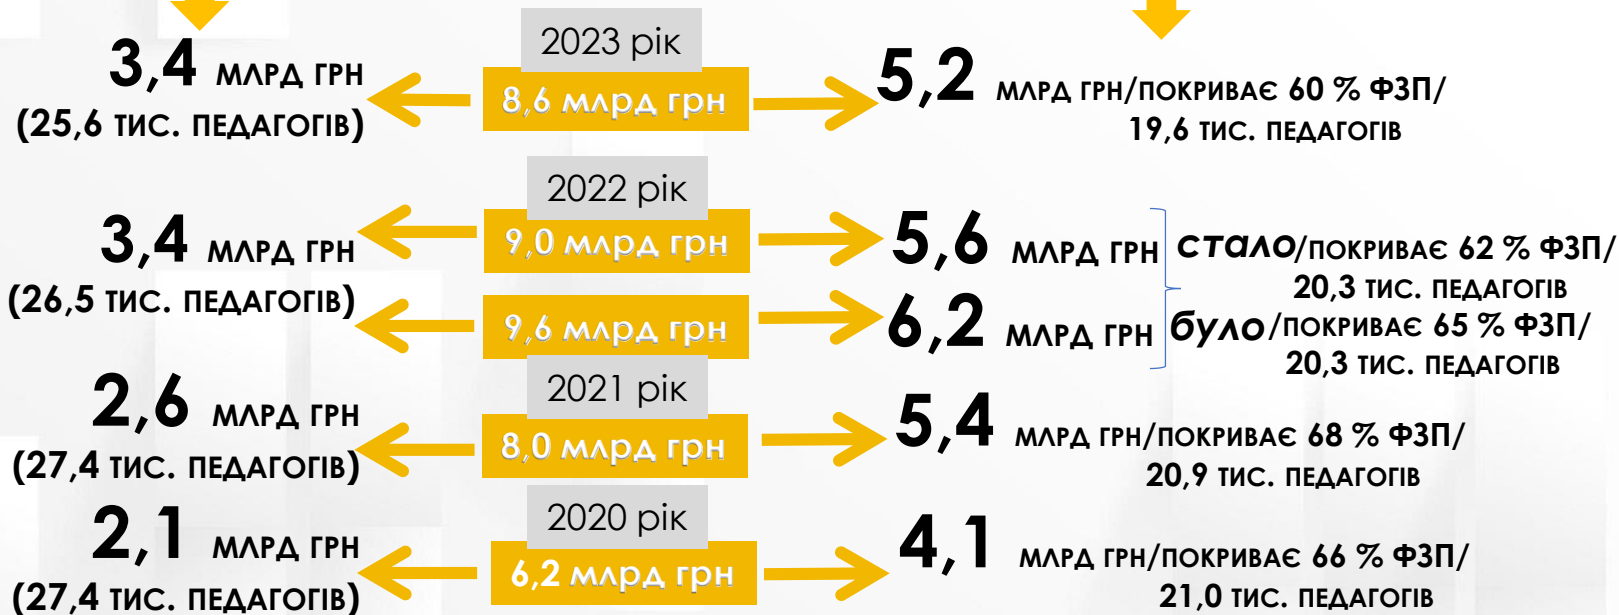 2023 рік
3,4 МЛРД ГРН
(25,6 ТИС. ПЕДАГОГІВ)
8,6 млрд грн
5,2 МЛРД ГРН/ПОКРИВАЄ 60 % ФЗП/
19,6 ТИС. ПЕДАГОГІВ
2022 рік
3,4 МЛРД ГРН
(26,5 ТИС. ПЕДАГОГІВ)
9,0 млрд грн
5,6 МЛРД ГРН стало/ПОКРИВАЄ 62 % ФЗП/
20,3 ТИС. ПЕДАГОГІВ
9,6 млрд грн
6,2 МЛРД ГРН було/ПОКРИВАЄ 65 % ФЗП/
20,3 ТИС. ПЕДАГОГІВ
2021 рік
2,6 МЛРД ГРН
(27,4 ТИС. ПЕДАГОГІВ)
8,0 млрд грн
5,4 МЛРД ГРН/ПОКРИВАЄ 68 % ФЗП/
20,9 ТИС. ПЕДАГОГІВ
2020 рік
2,1 МЛРД ГРН
(27,4 ТИС. ПЕДАГОГІВ)
6,2 млрд грн
4,1 МЛРД ГРН/ПОКРИВАЄ 66 % ФЗП/
21,0 ТИС. ПЕДАГОГІВ